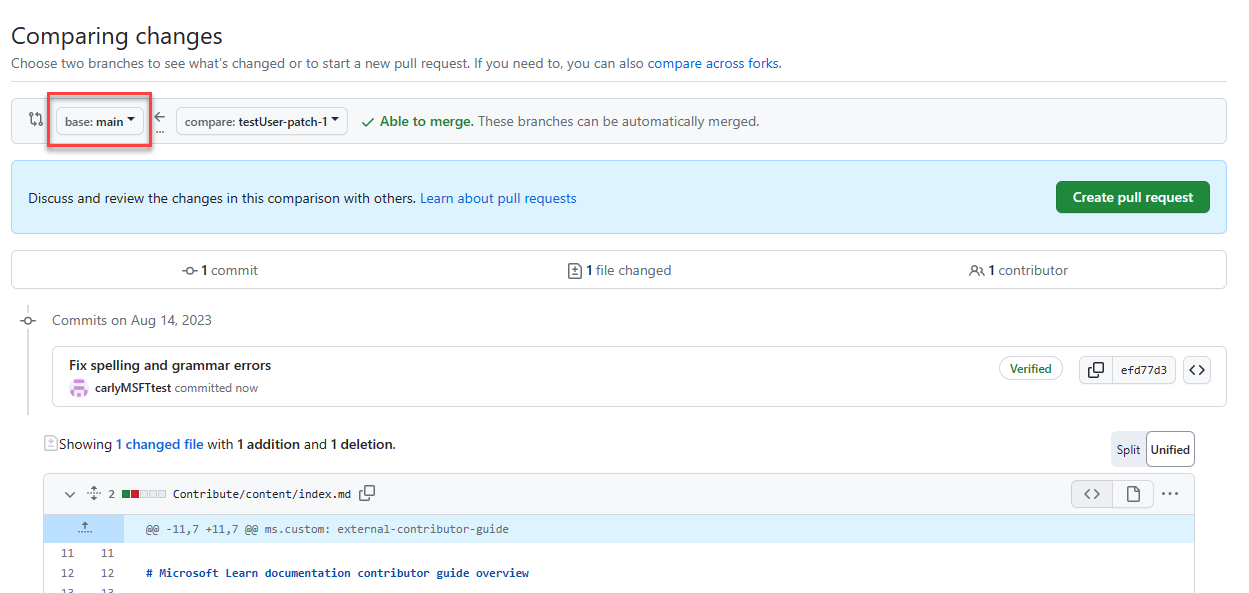 Comparing changes
Choose two branches to see what's changed or to start a new pull request. If you need to, you can also compare across forks.
base: main compare: testUser-patch-1 Able to merge. These branches can be automatically merged.
Discuss and review the changes in this comparison with others. Learn about pull requests Create pull request
1 commit 1 file changed 1 contributor
Commits on Aug 14, 2023
Fix spelling and grammar errors
carlyMSFTtest committed now Verified efd77d3
Showing 1 changed file with 1 addition and 1 deletion.
Split Unified
2 Contribute/content/index.md
@@ -11,7 +11,7 @@ ms.custom: external-contributor-guide
11 11
12 12 # Microsoft Learn documentation contributor guide overview
13 13